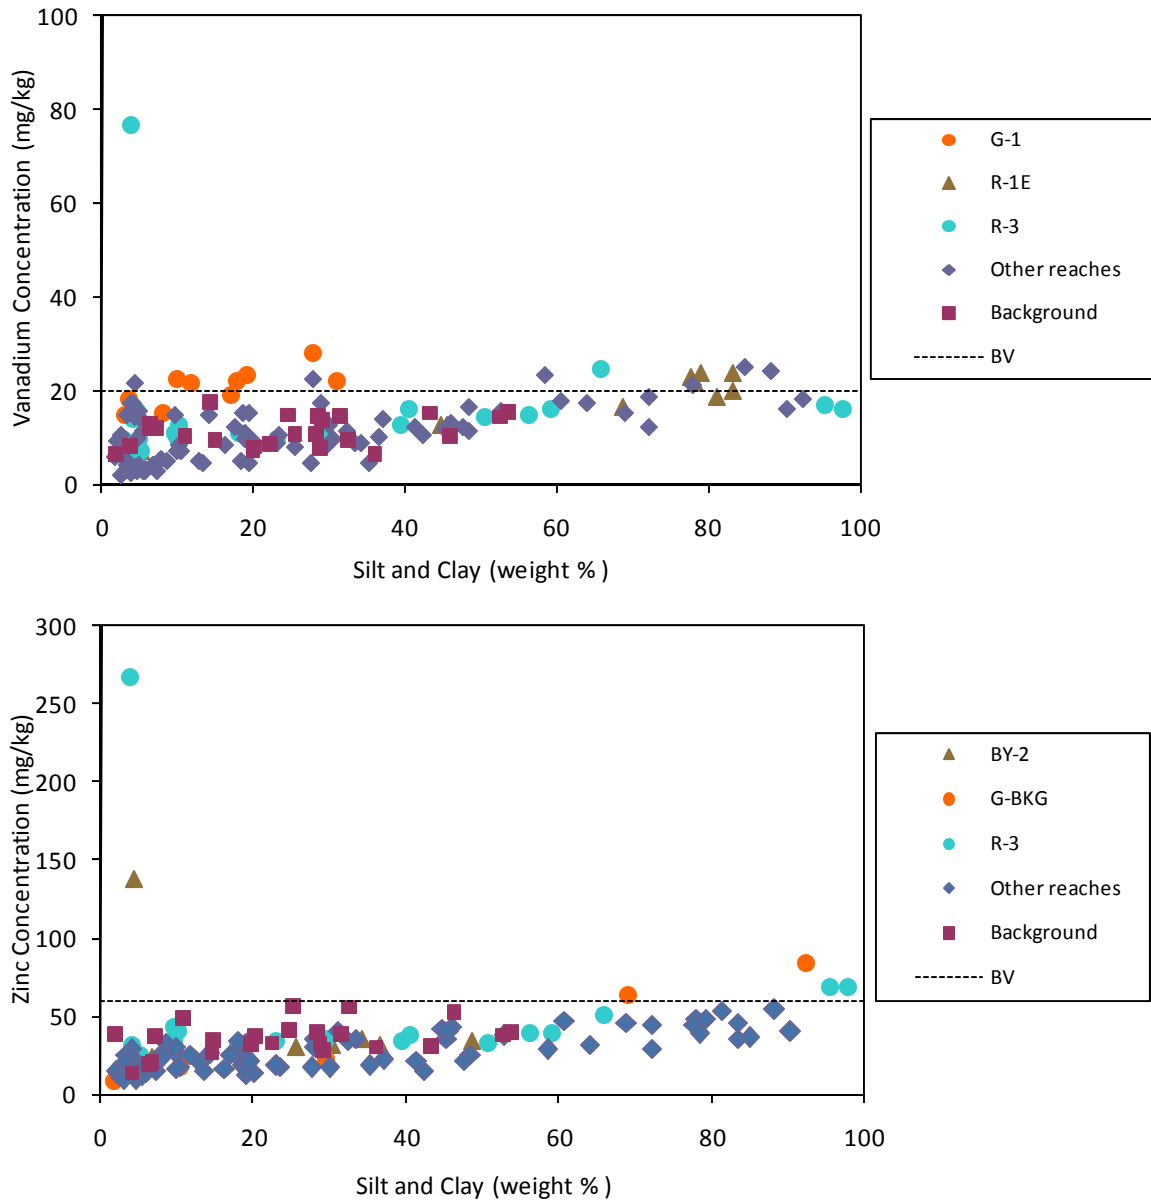 100
80
60
40
20
0
Vanadium Concentration (mg/kg)
0 20 40 60 80 100
Silt and Clay (weight % )
G-1
R-1E
R-3
Other reaches
Background
BV
300
250
200
150
100
50
0
Zinc Concentration (mg/kg)
0 20 40 60 80 100
Silt and Clay (weight % )
BY-2
G-BKG
R-3
Other reaches
Background
BV